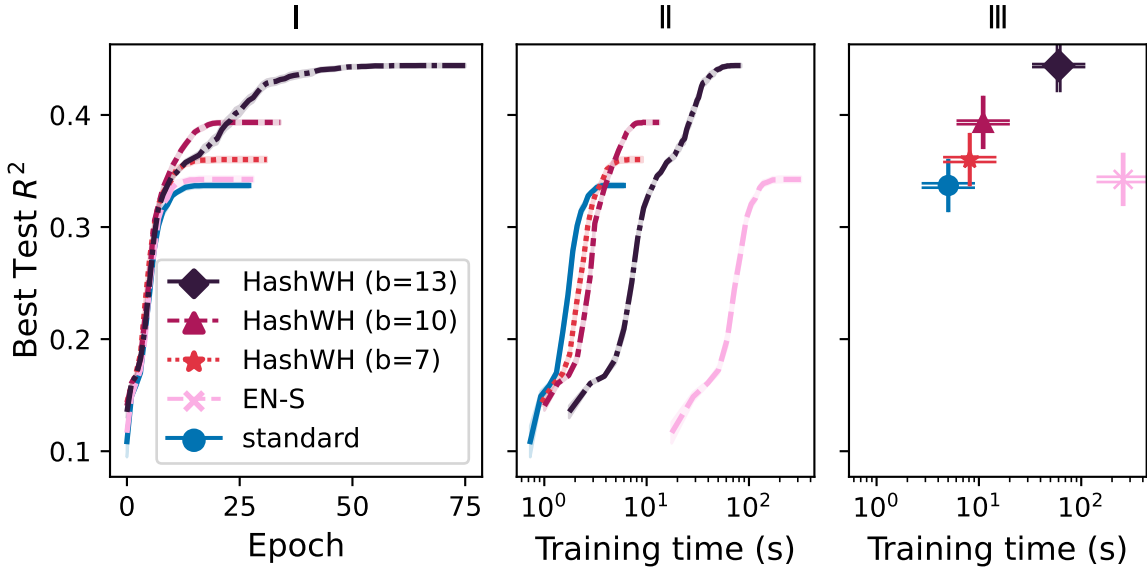 I
II
III
Best Test R²
0.4
0.3
0.2
0.1
HashWH (b=13)
HashWH (b=10)
HashWH (b=7)
EN-S
standard
0
25
50
75
Epoch
10⁰
10¹
10²
Training time (s)
10⁰
10¹
10²
Training time (s)